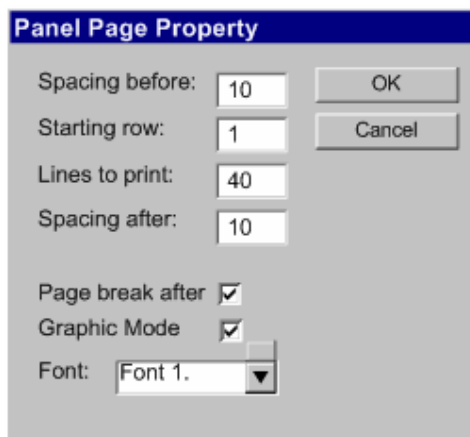 Panel Page Property
Spacing before: 10 OK
Starting row: 1 Cancel
Lines to print: 40
Spacing after: 10
Page break after
Graphic Mode
Font: Font 1.